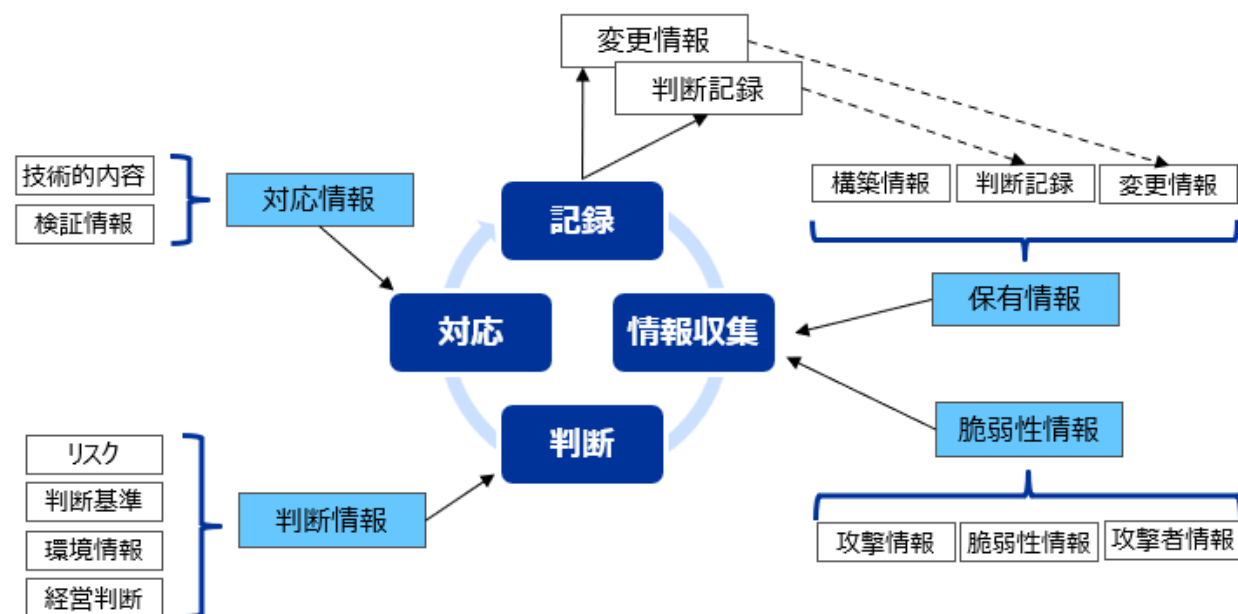 変更情報
判断記録
技術的内容
検証情報
対応情報
記録
構築情報
判断記録
変更情報
対応
情報収集
保有情報
判断
脆弱性情報
リスク
判断基準
環境情報
経営判断
判断情報
攻撃情報
脆弱性情報
攻撃者情報